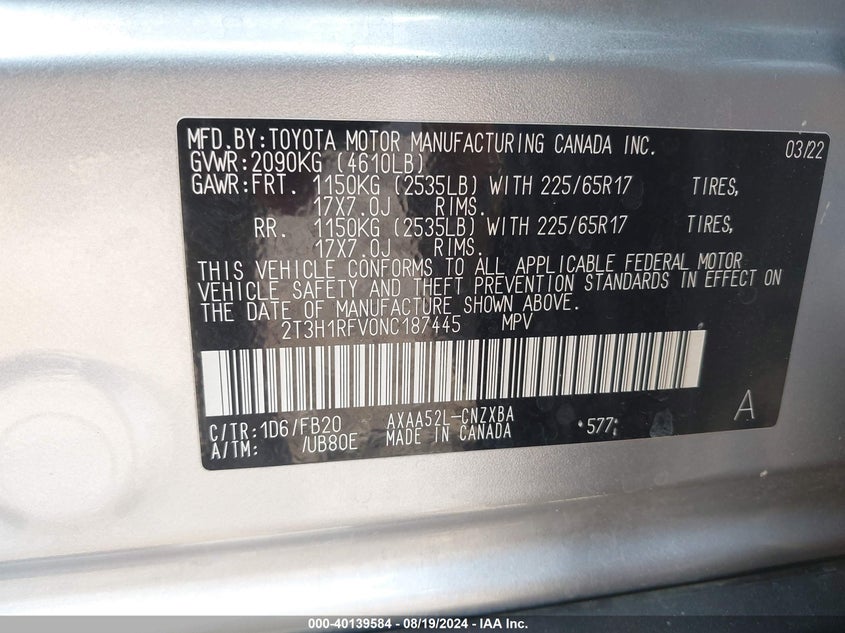 MFD.BY:TOYOTA MOTOR MANUFACTURING CANADA INC. 03/22
GVWR:2090KG (4610LB)
GAWR:FRT. 1150KG (2535LB) WITH 225/65R17 TIRES,
17X7.0J RIMS.
RR. 1150KG (2535LB) WITH 225/65R17 TIRES,
17X7.0J RIMS.
THIS VEHICLE CONFORMS TO ALL APPLICABLE FEDERAL MOTOR
VEHICLE SAFETY AND THEFT PREVENTION STANDARDS IN EFFECT ON
THE DATE OF MANUFACTURE SHOWN ABOVE.
2T3H1RFV0NC187445 MPV
C/TR:1D6/FB20 AXAA52L-CNZXBA
A/TM: /UB80E MADE IN CANADA *577:
A
000-40139584 - 08/19/2024 - IAA Inc. Copyright